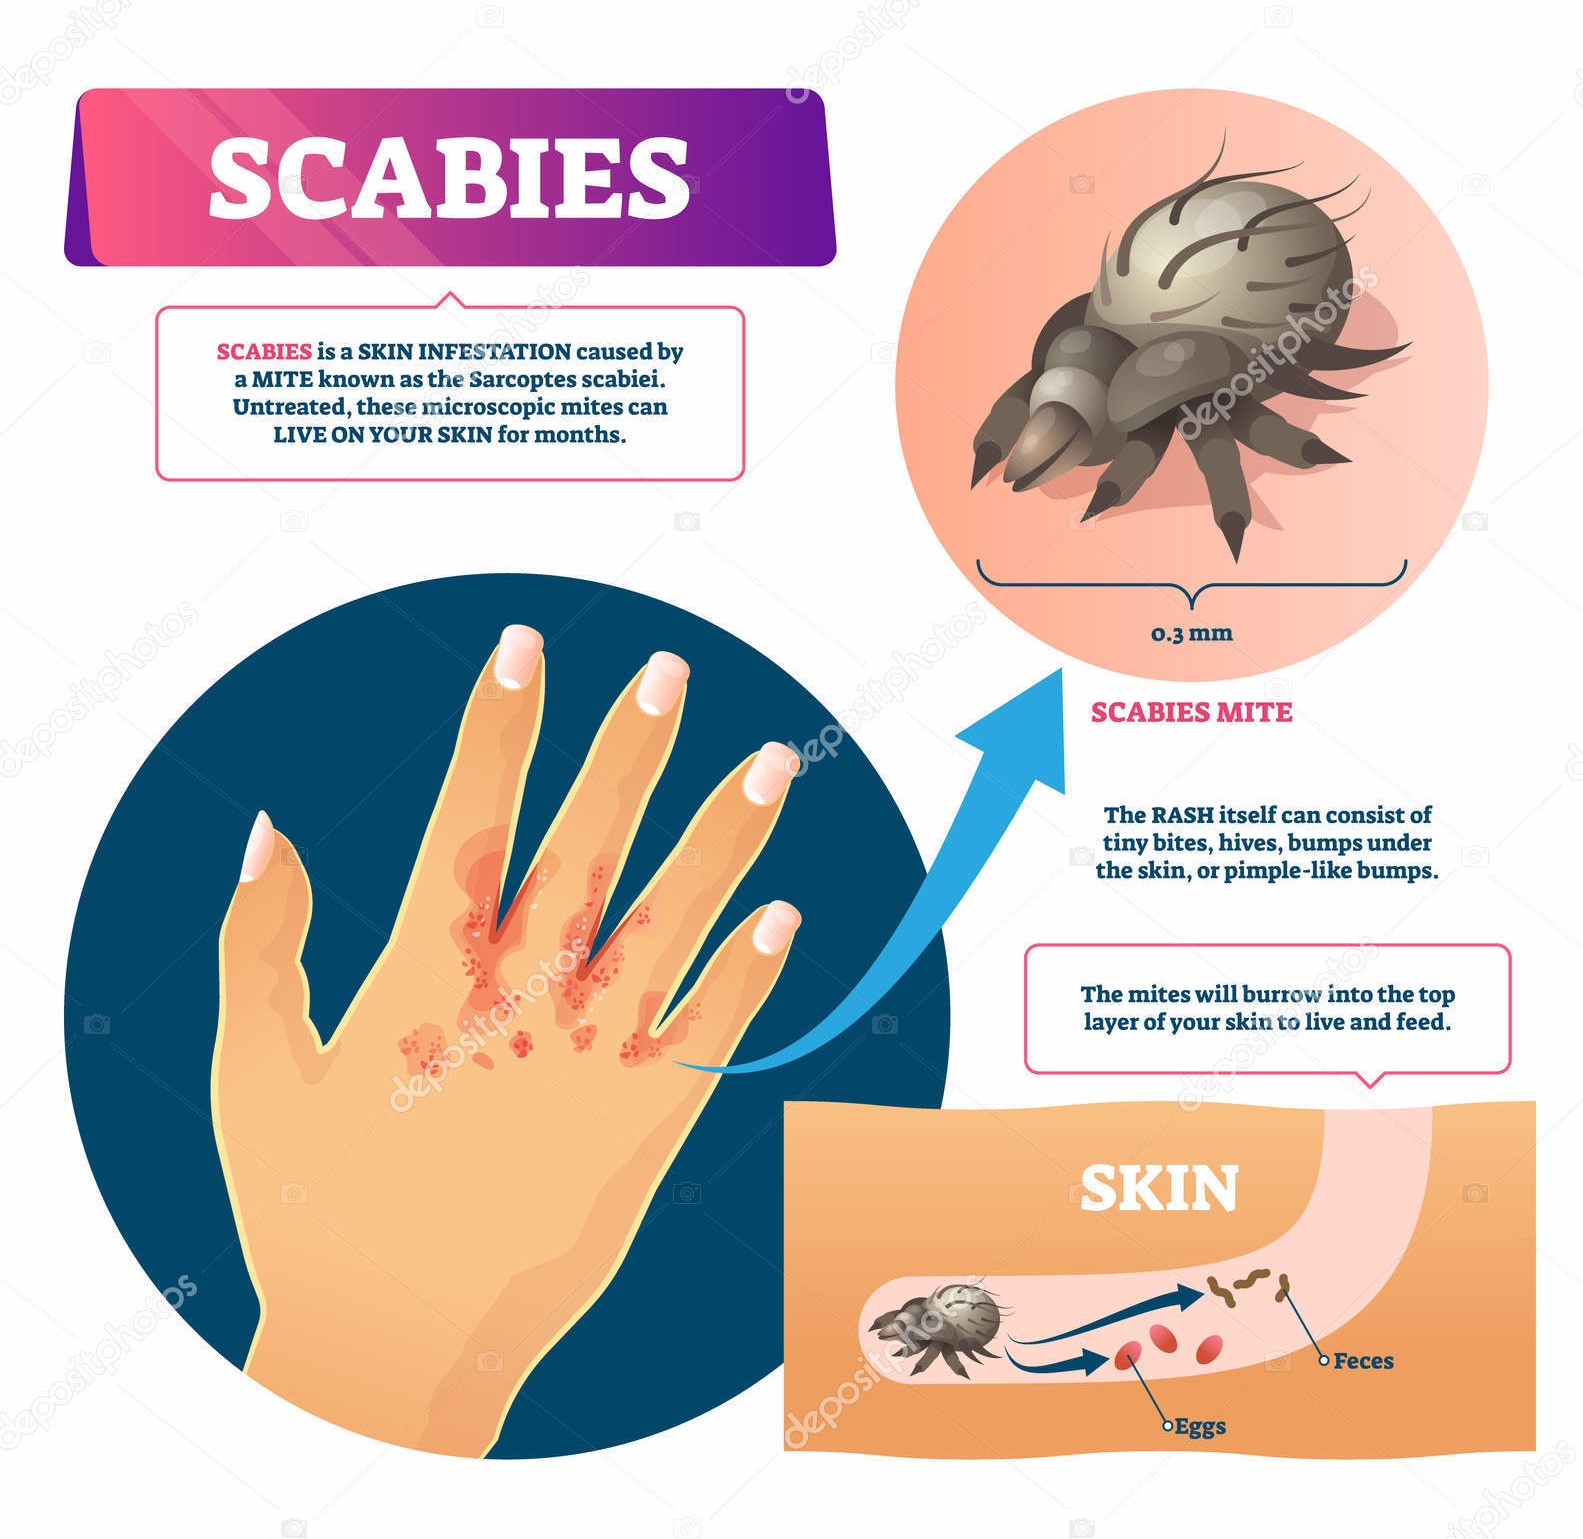 SCABIES
SCABIES is a SKIN INFESTATION caused by
a MITE known as the Sarcoptes scabiei.
Untreated, these microscopic mites can
LIVE ON YOUR SKIN for months.
0.3 mm
SCABIES MITE
The RASH itself can consist of
tiny bites, hives, bumps under
the skin, or pimple-like bumps.
The mites will burrow into the top
layer of your skin to live and feed.
SKIN
Feces
Eggs
depositphotos